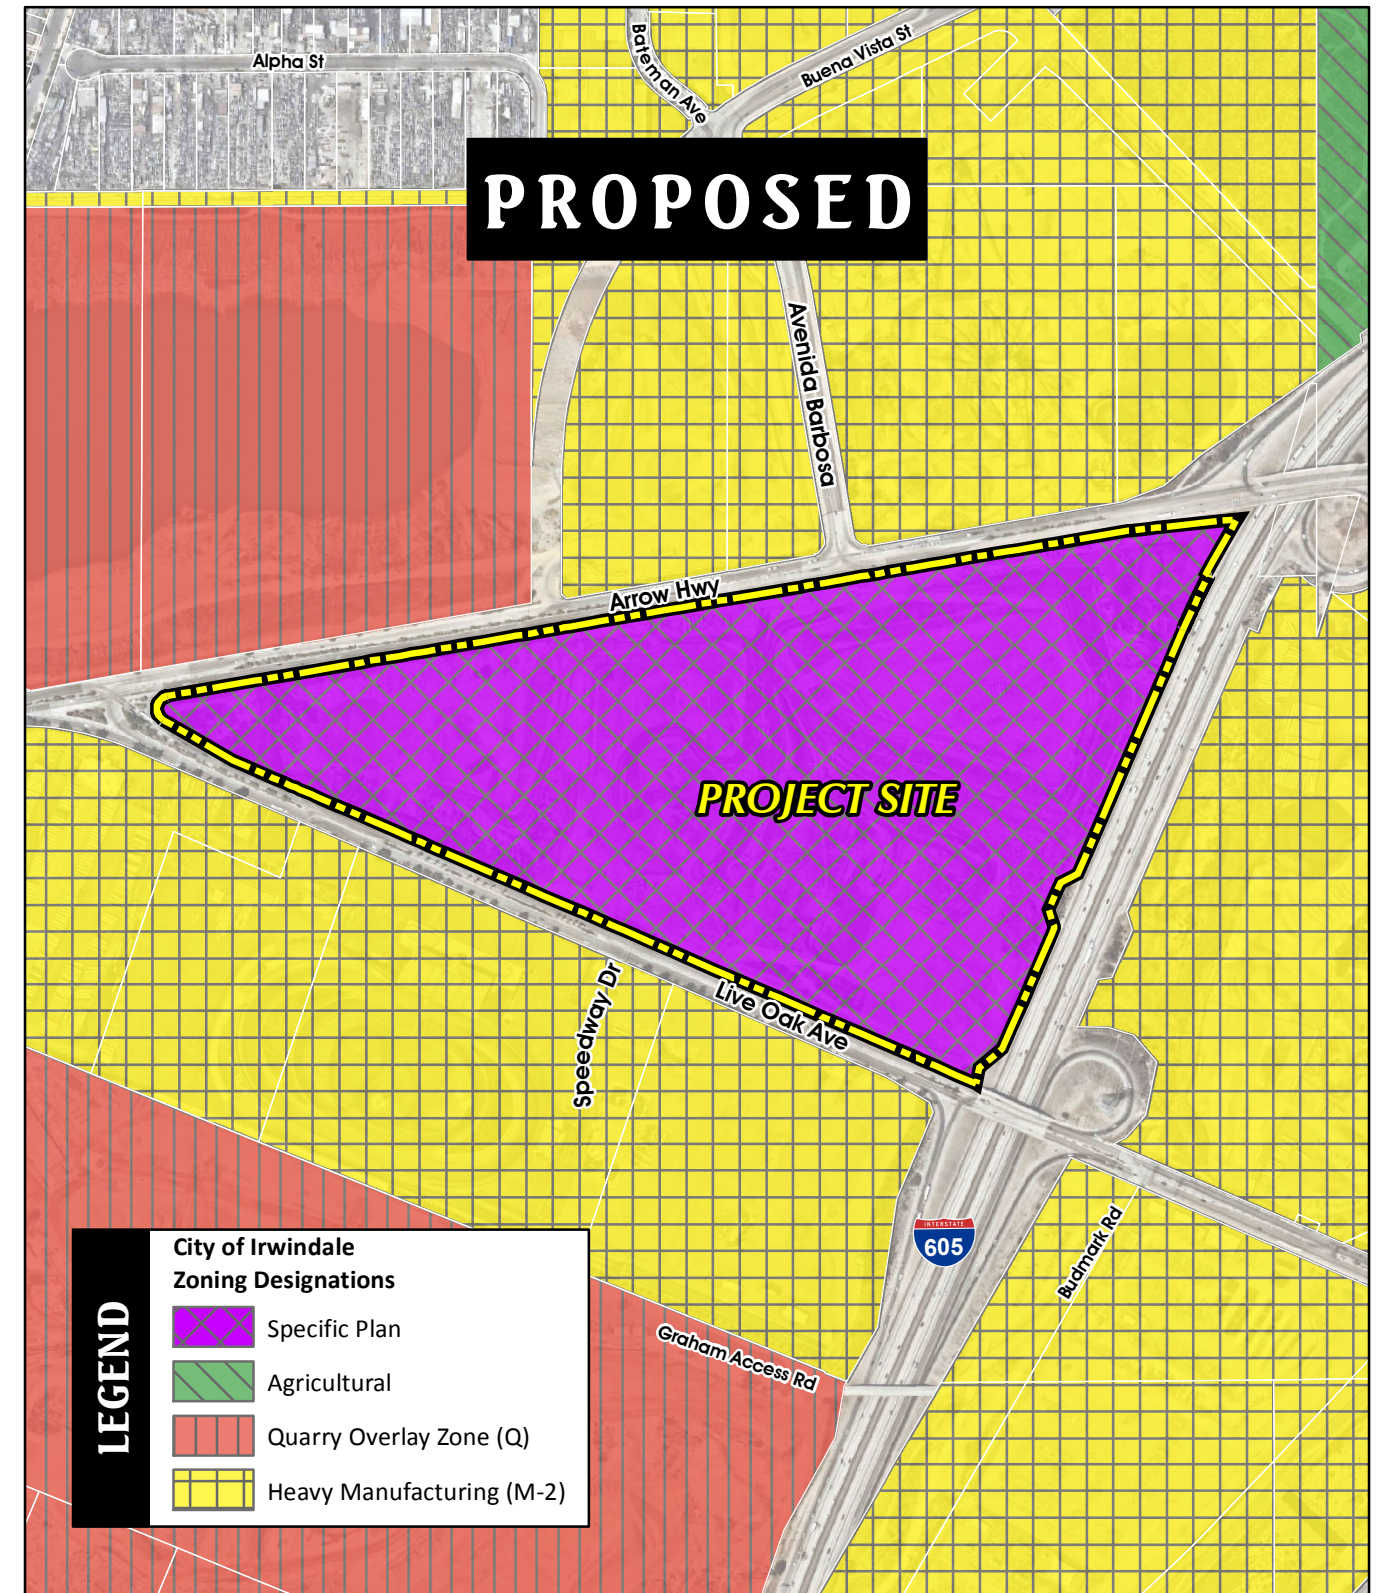 Alpha St
Bateman Ave
Buena Vista St
PROPOSED
Avenida Barbosa
Arrow Hwy
PROJECT SITE
Speedway Dr
Live Oak Ave
INTERSTATE
605
Budmark Rd
Graham Access Rd
LEGEND
City of Irwindale
Zoning Designations
Specific Plan
Agricultural
Quarry Overlay Zone (Q)
Heavy Manufacturing (M-2)